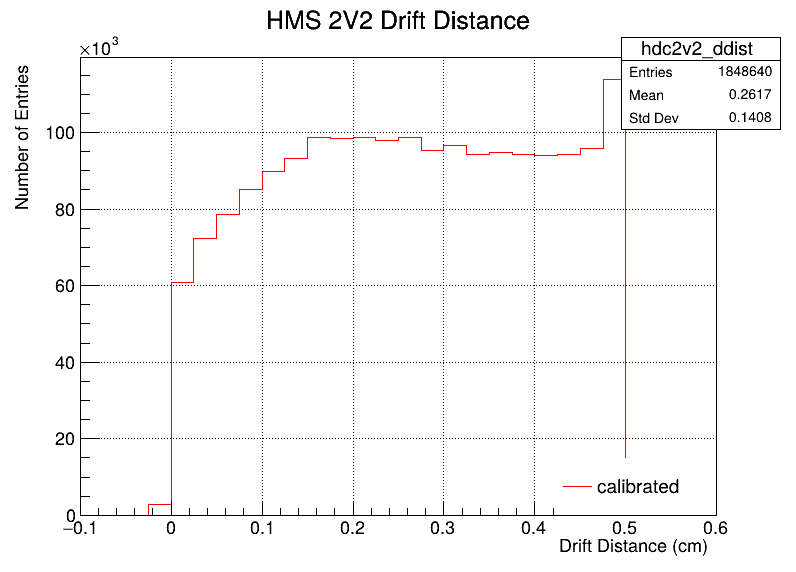 HMS 2V2 Drift Distance
×10³
hdc2v2_ddist
Entries 1848640
Mean 0.2617
Std Dev 0.1408
Number of Entries
100
80
60
40
20
0
−0.1 0 0.1 0.2 0.3 0.4 0.5 0.6
calibrated
Drift Distance (cm)